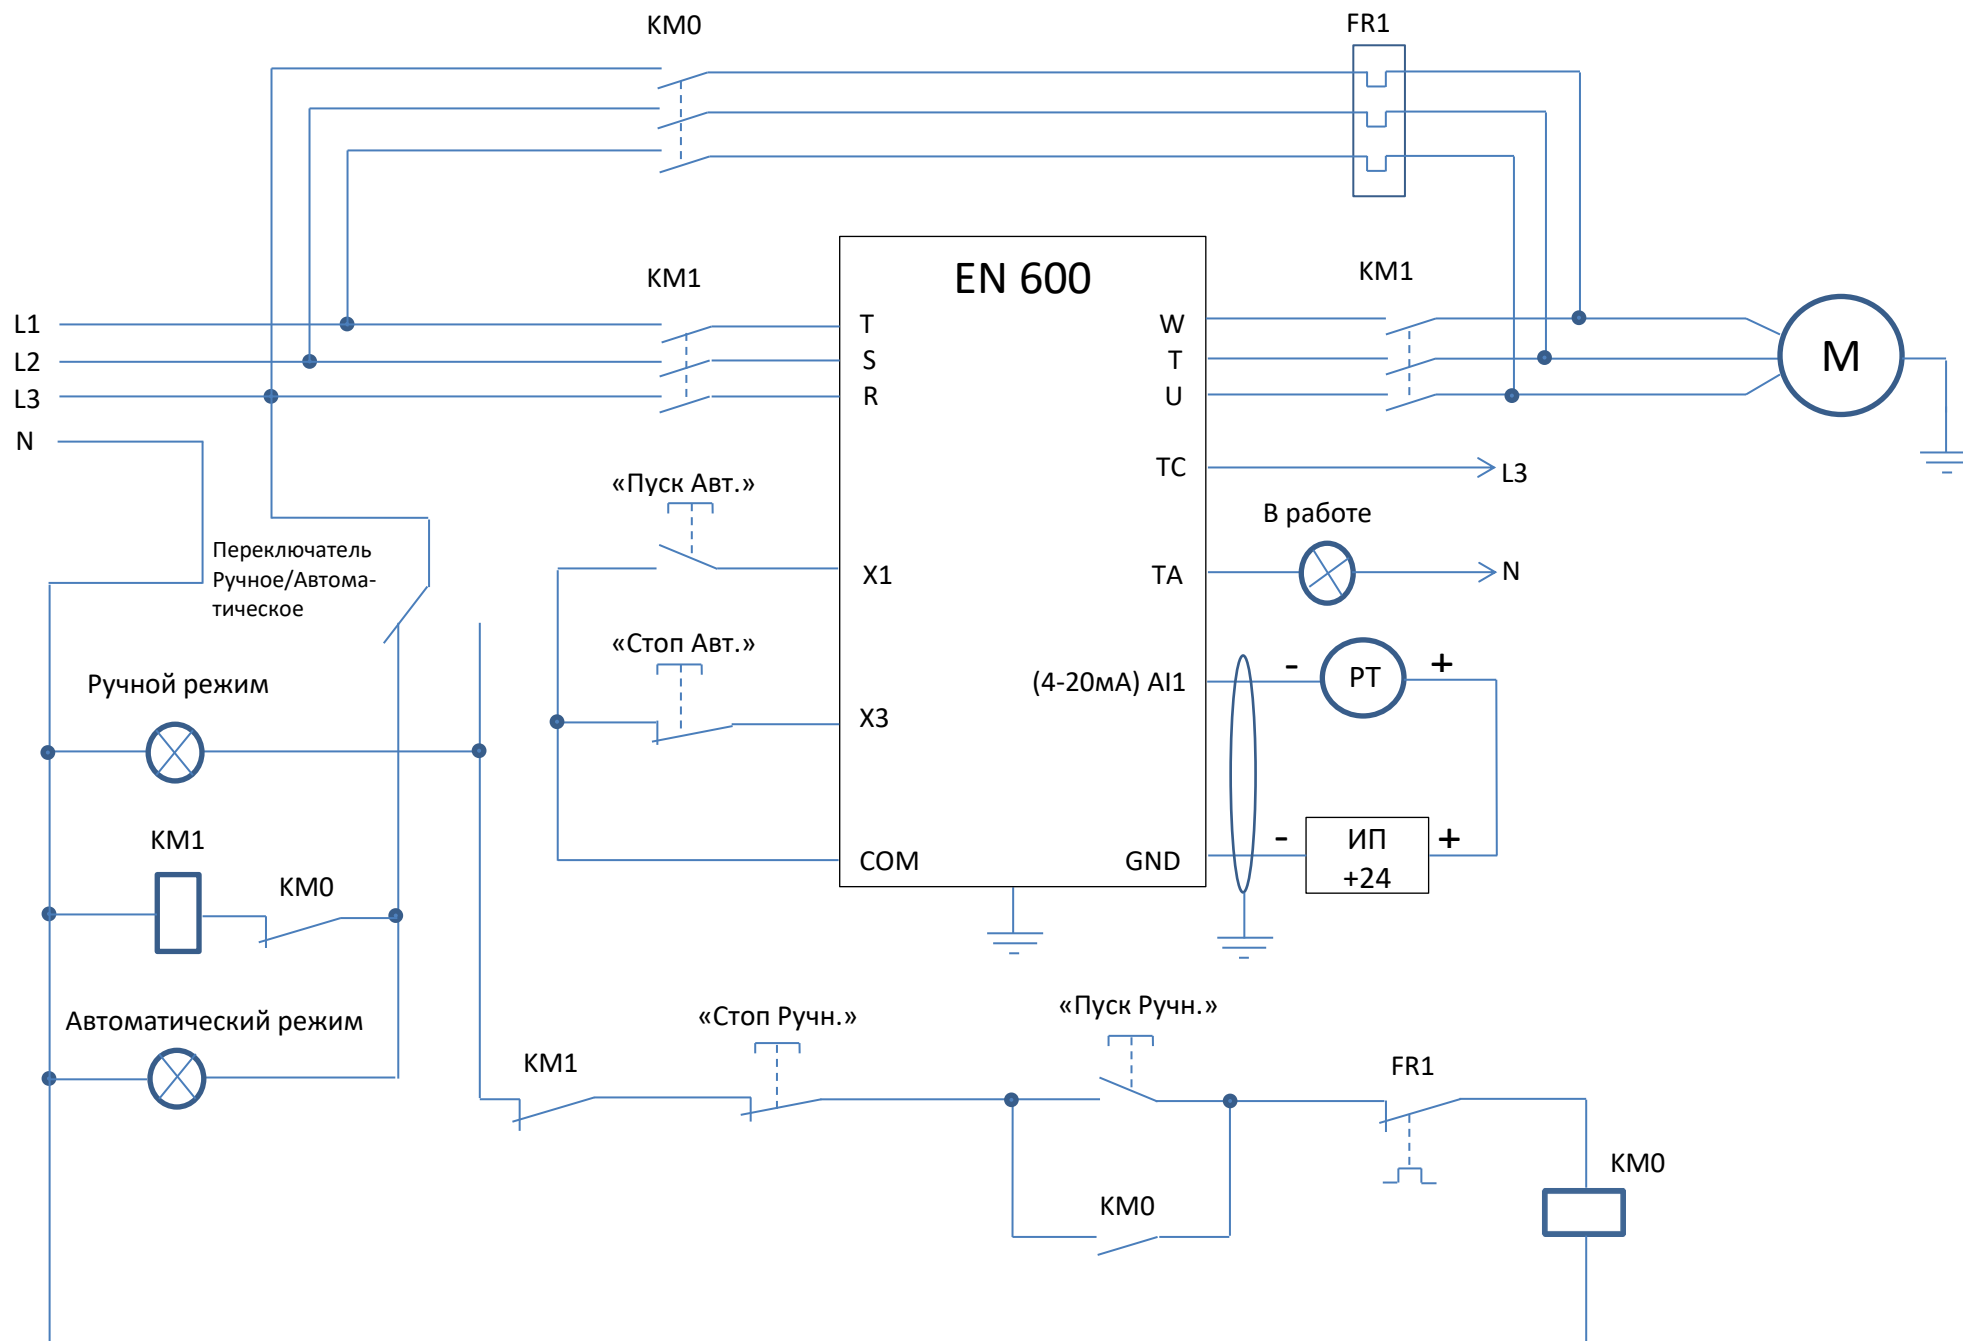 KM0
FR1
KM1
EN 600
KM1
L1
L2
L3
N
T
S
R
W
T
U
M
TC
L3
«Пуск Авт.»
В работе
Переключатель
Ручное/Автома-
тическое
X1
TA
N
«Стоп Авт.»
Ручной режим
(4-20мА) AI1
-
PT
+
X3
KM1
KM0
COM
GND
-
ИП
+24
+
Автоматический режим
«Стоп Ручн.»
«Пуск Ручн.»
KM1
FR1
KM0
KM0